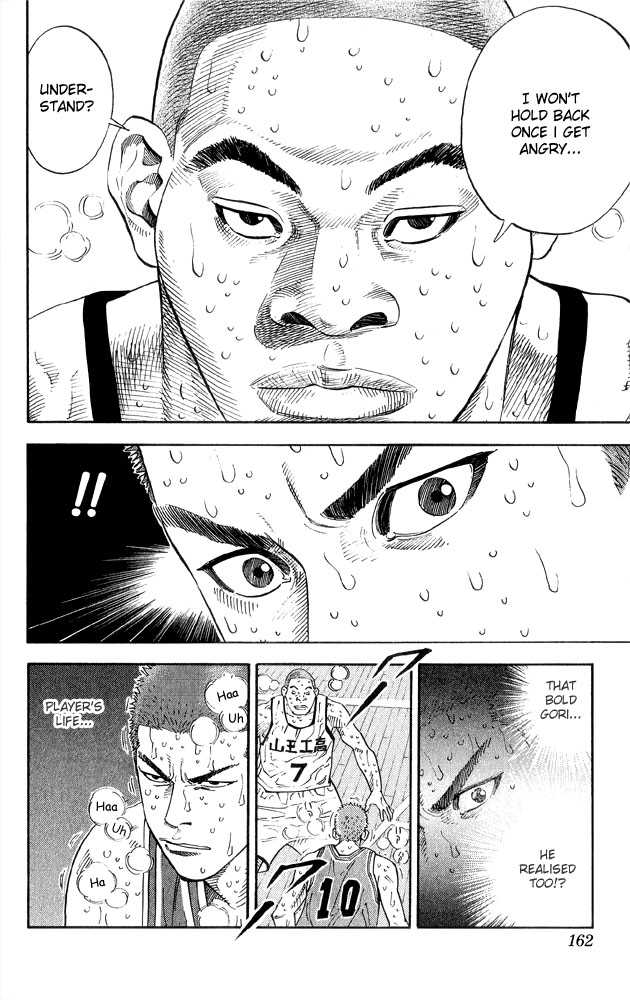 I WON'T
HOLD BACK
ONCE I GET
ANGRY...
UNDER-
STAND?
!!
THAT
BOLD
GORI...
HE
REALISED
TOO!?
山王工高
7
10
PLAYER'S
LIFE...
Haa
Uh
Haa
Uh
Ha
162